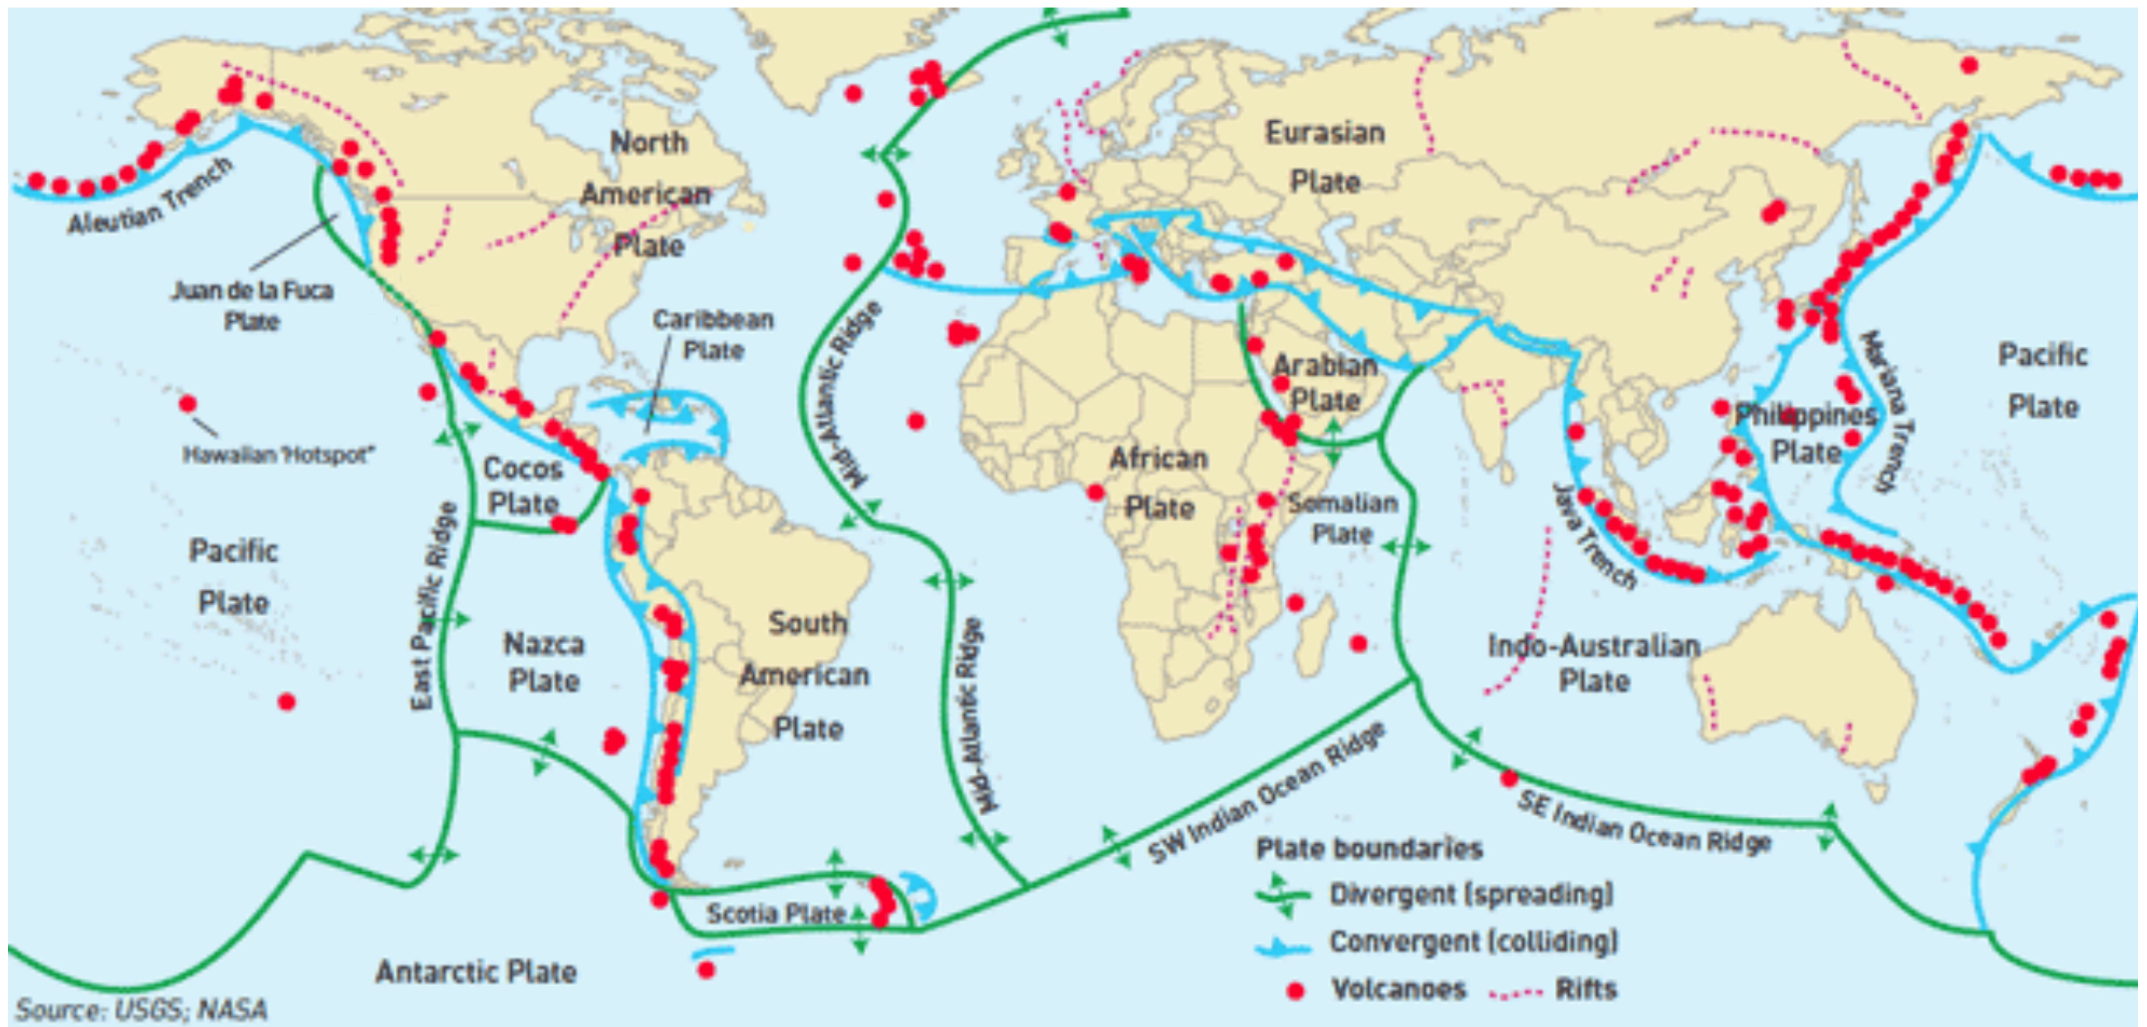 North
American
Plate
Eurasian
Plate
Aleutian Trench
Juan de la Fuca
Plate
Caribbean
Plate
Mid-Atlantic Ridge
Arabian
Plate
Pacific
Plate
Mariana Trench
Philippines
Plate
Hawaiian 'Hotspot"
Cocos
Plate
African
Plate
Somalian
Plate
Java Trench
Pacific
Plate
East Pacific Ridge
Nazca
Plate
South
American
Plate
Mid-Atlantic Ridge
Indo-Australian
Plate
SW Indian Ocean Ridge
SE Indian Ocean Ridge
Scotia Plate
Antarctic Plate
Plate boundaries
Divergent (spreading)
Convergent (colliding)
Volcanoes Rifts
Source: USGS; NASA